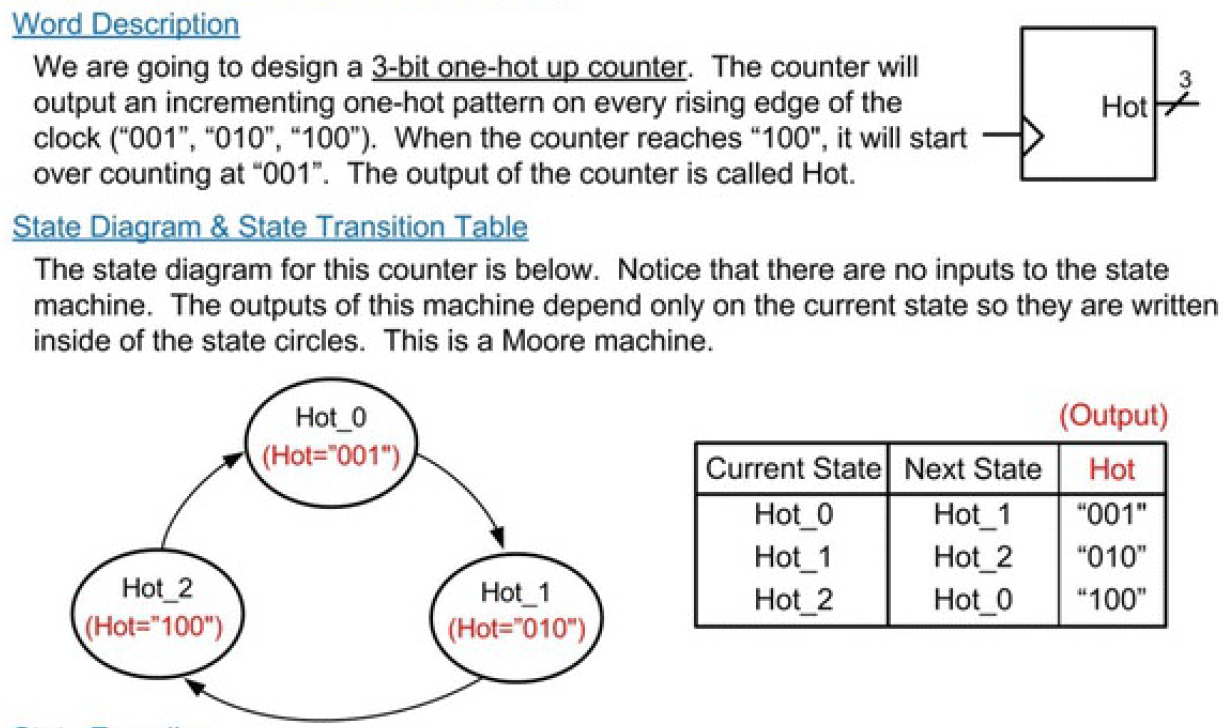 Word Description
We are going to design a 3-bit one-hot up counter. The counter will
output an incrementing one-hot pattern on every rising edge of the
clock (“001”, “010”, “100”). When the counter reaches “100", it will start
over counting at “001”. The output of the counter is called Hot.
Hot
3
State Diagram & State Transition Table
The state diagram for this counter is below. Notice that there are no inputs to the state
machine. The outputs of this machine depend only on the current state so they are written
inside of the state circles. This is a Moore machine.
Hot_0
(Hot=”001")
Hot_2
(Hot=”100")
Hot_1
(Hot=”010")
(Output)
Current State Next State Hot
Hot_0 Hot_1 “001"
Hot_1 Hot_2 “010”
Hot_2 Hot_0 “100”